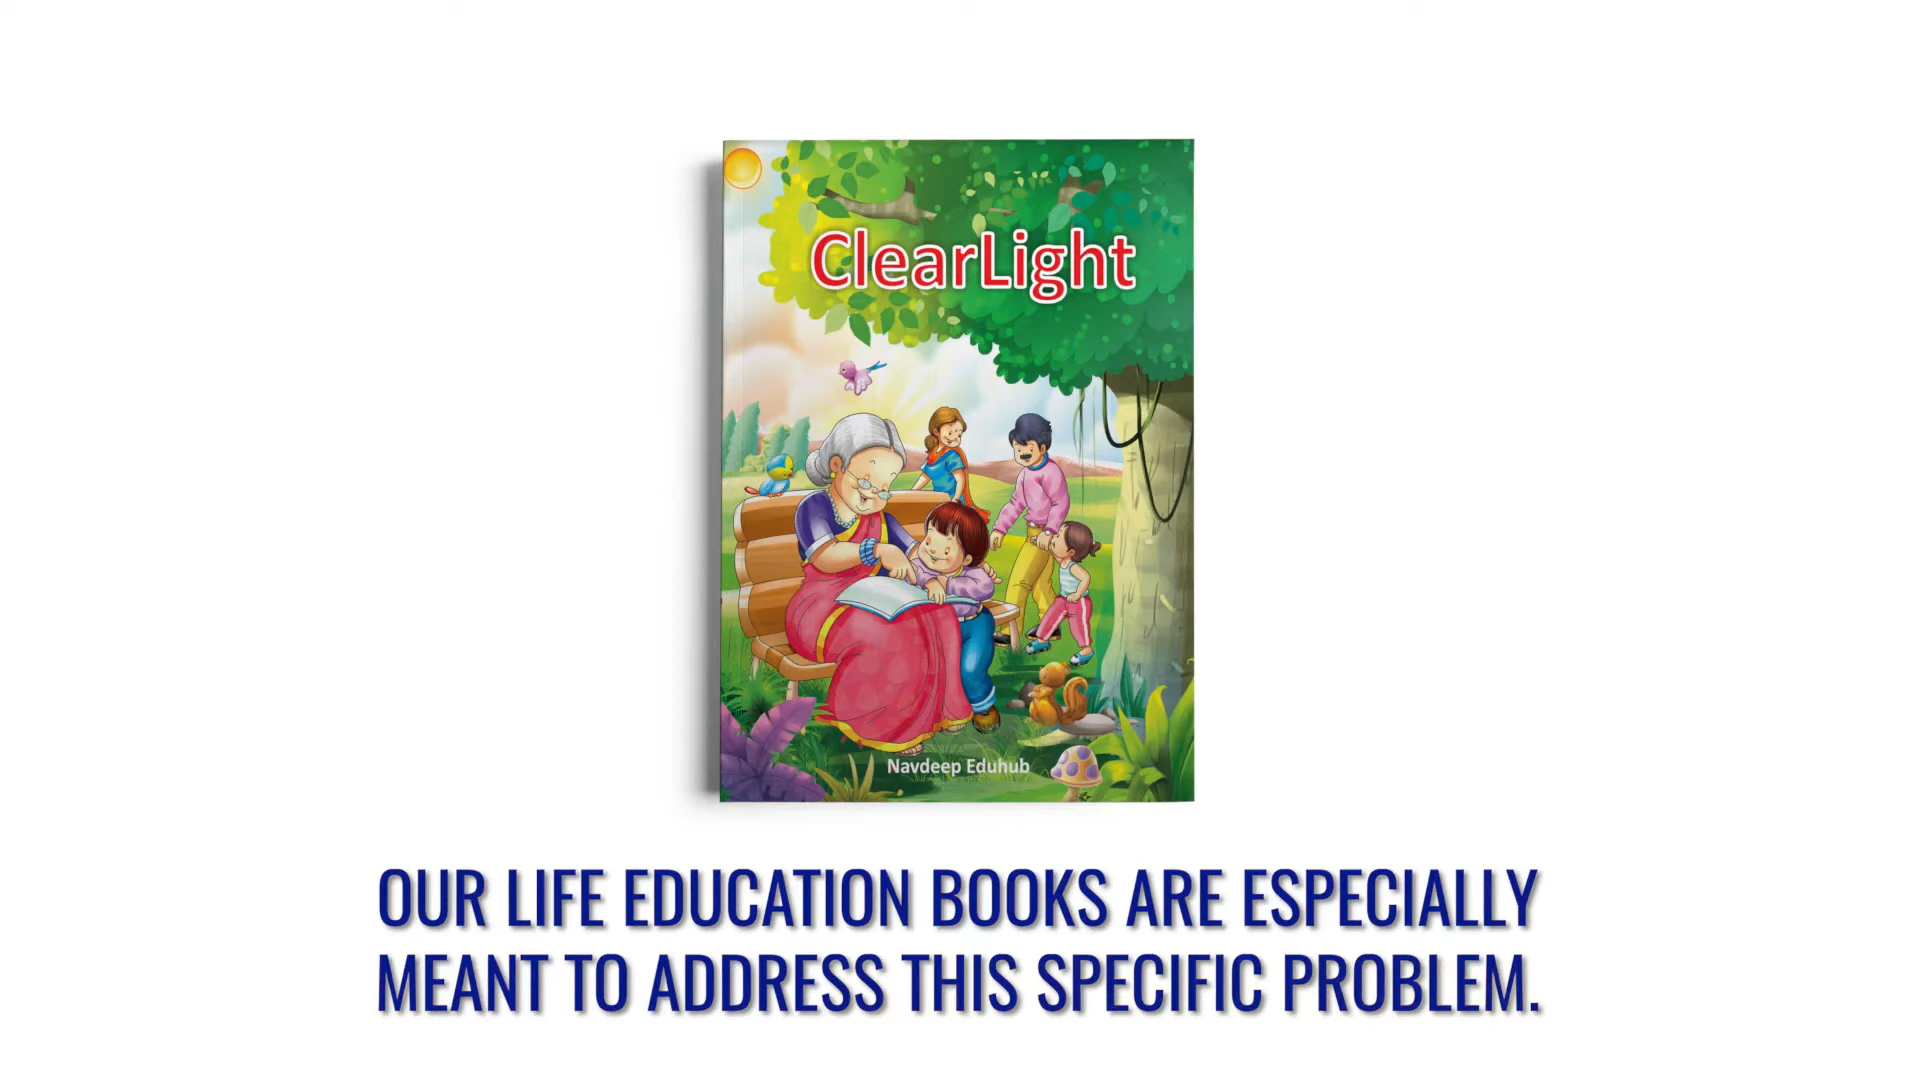 ClearLight
Navdeep Eduhub
OUR LIFE EDUCATION BOOKS ARE ESPECIALLY
MEANT TO ADDRESS THIS SPECIFIC PROBLEM.